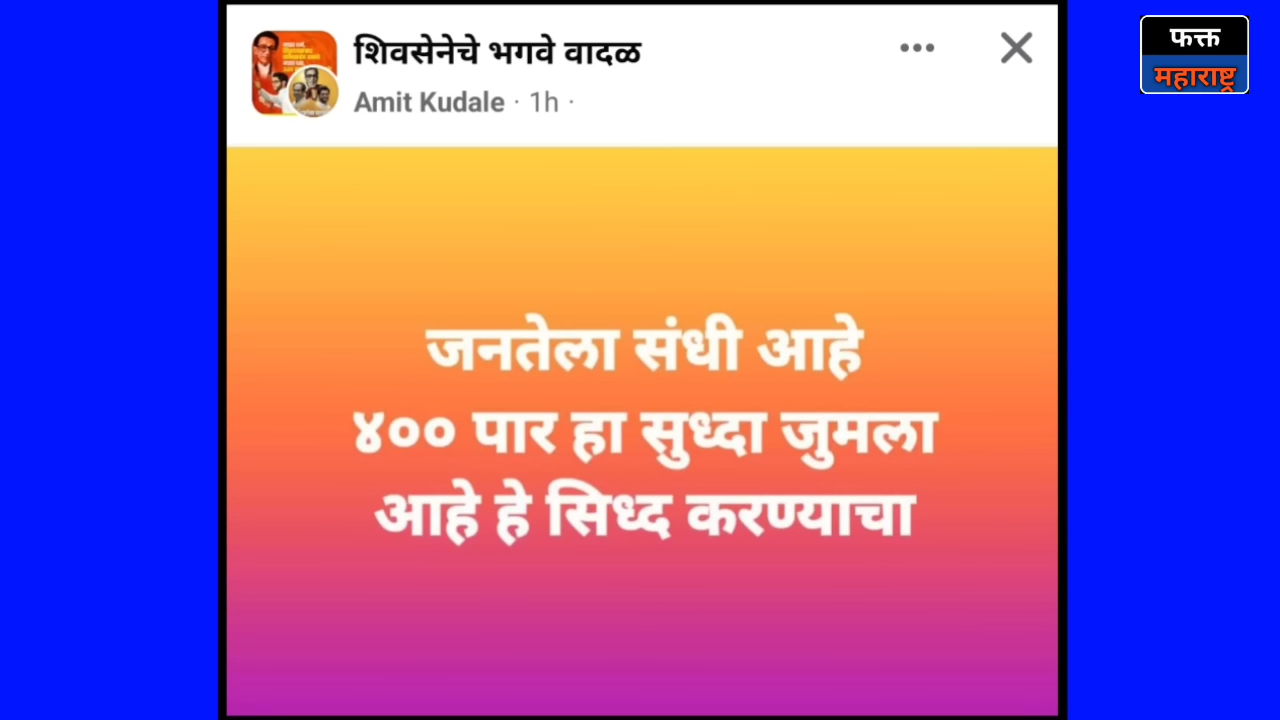 शिवसेनेचे भगवे वादळ
Amit Kudale · 1h ·
फक्त
महाराष्ट्र
जनतेला संधी आहे
४०० पार हा सुध्दा जुमला
आहे हे सिध्द करण्याचा